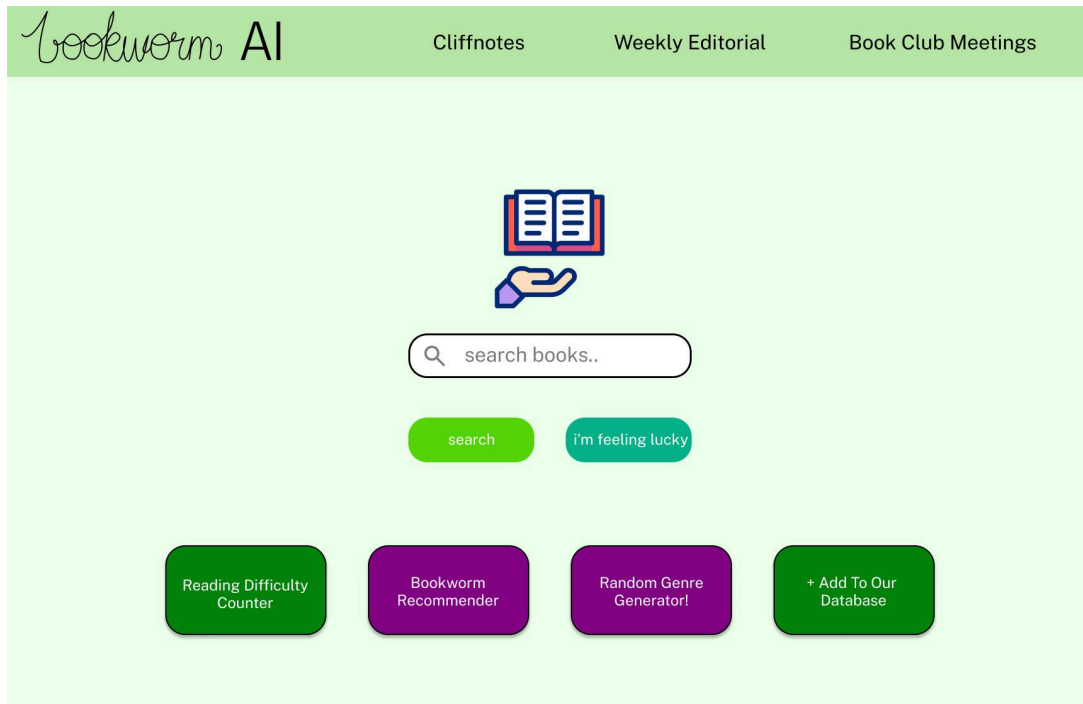 bookworm AI
Cliffnotes
Weekly Editorial
Book Club Meetings
search books..
search
i'm feeling lucky
Reading Difficulty
Counter
Bookworm
Recommender
Random Genre
Generator!
+ Add To Our
Database